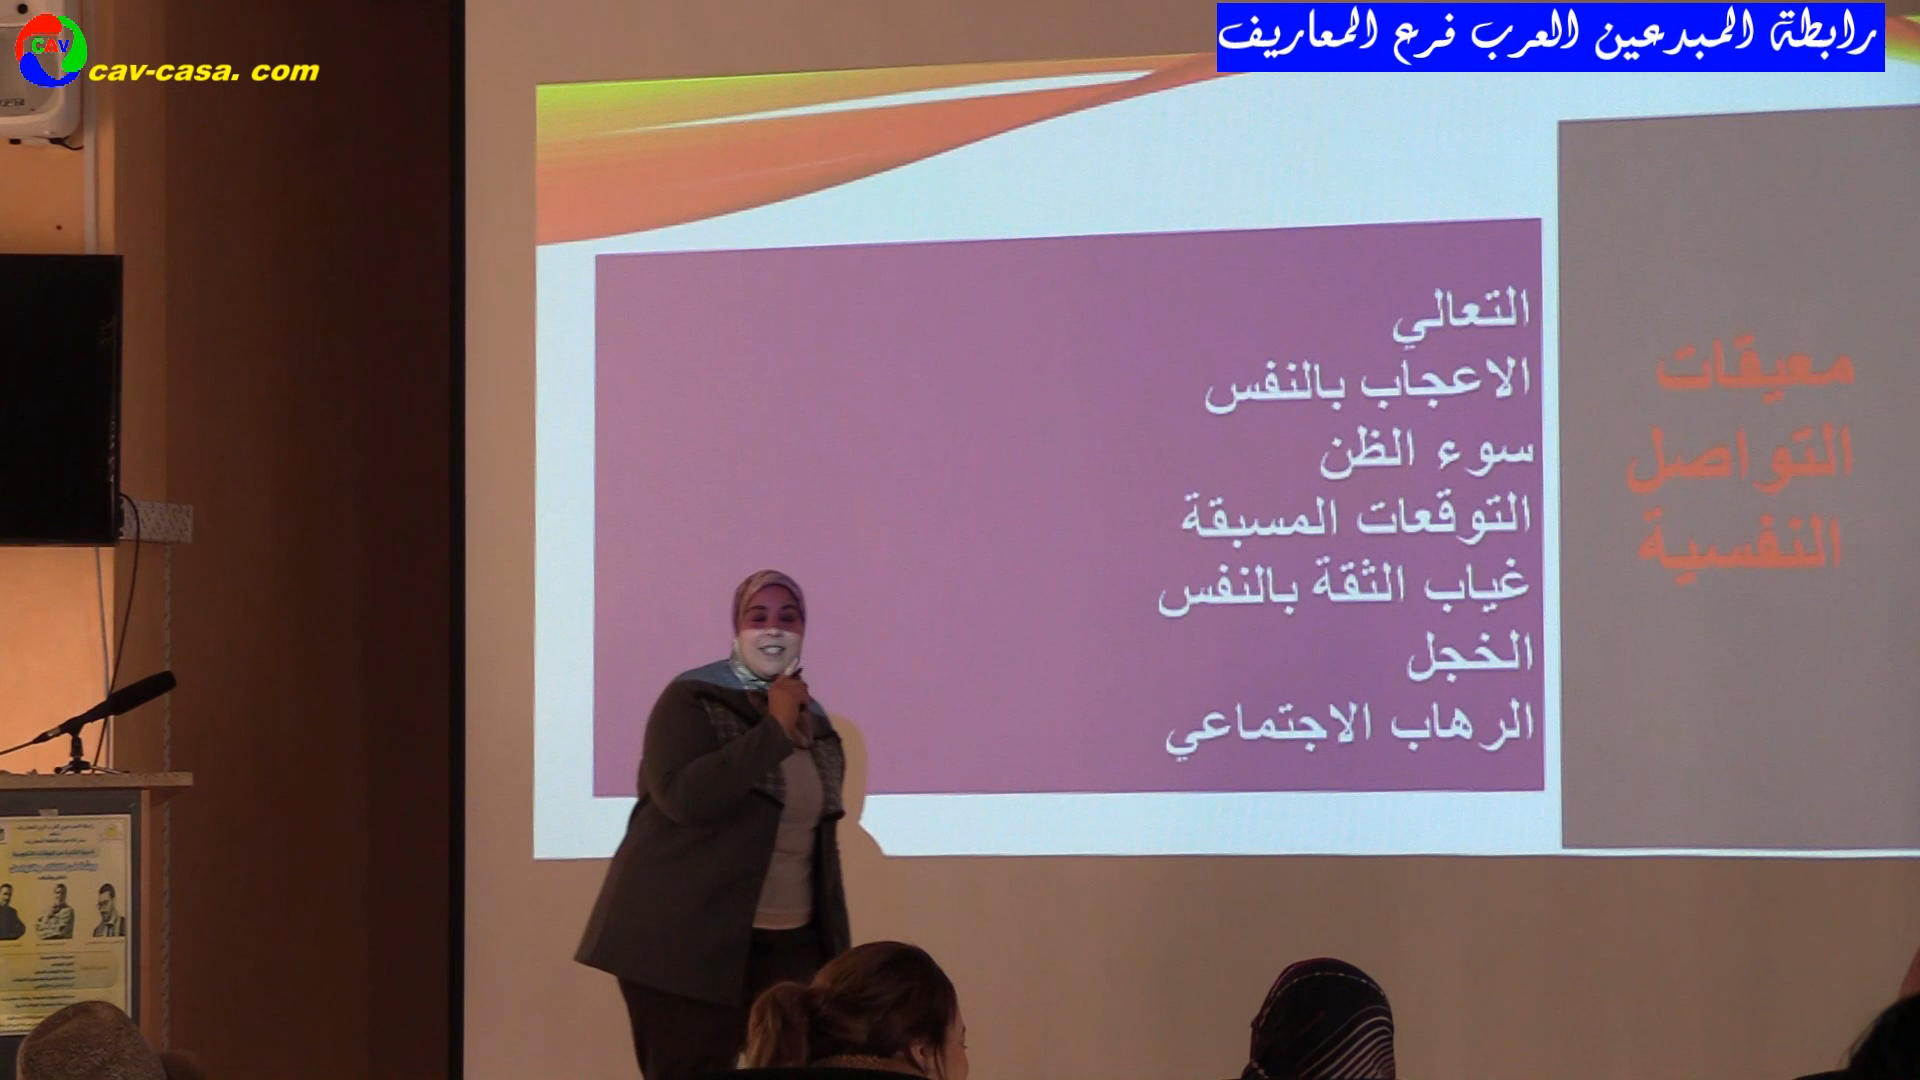 CAV
cav-casa. com
رابطة المبدعين العرب فرع المعاريف
معيقات
التواصل
النفسية
التعالي
الاعجاب بالنفس
سوء الظن
التوقعات المسبقة
غياب الثقة بالنفس
الخجل
الرهاب الاجتماعي